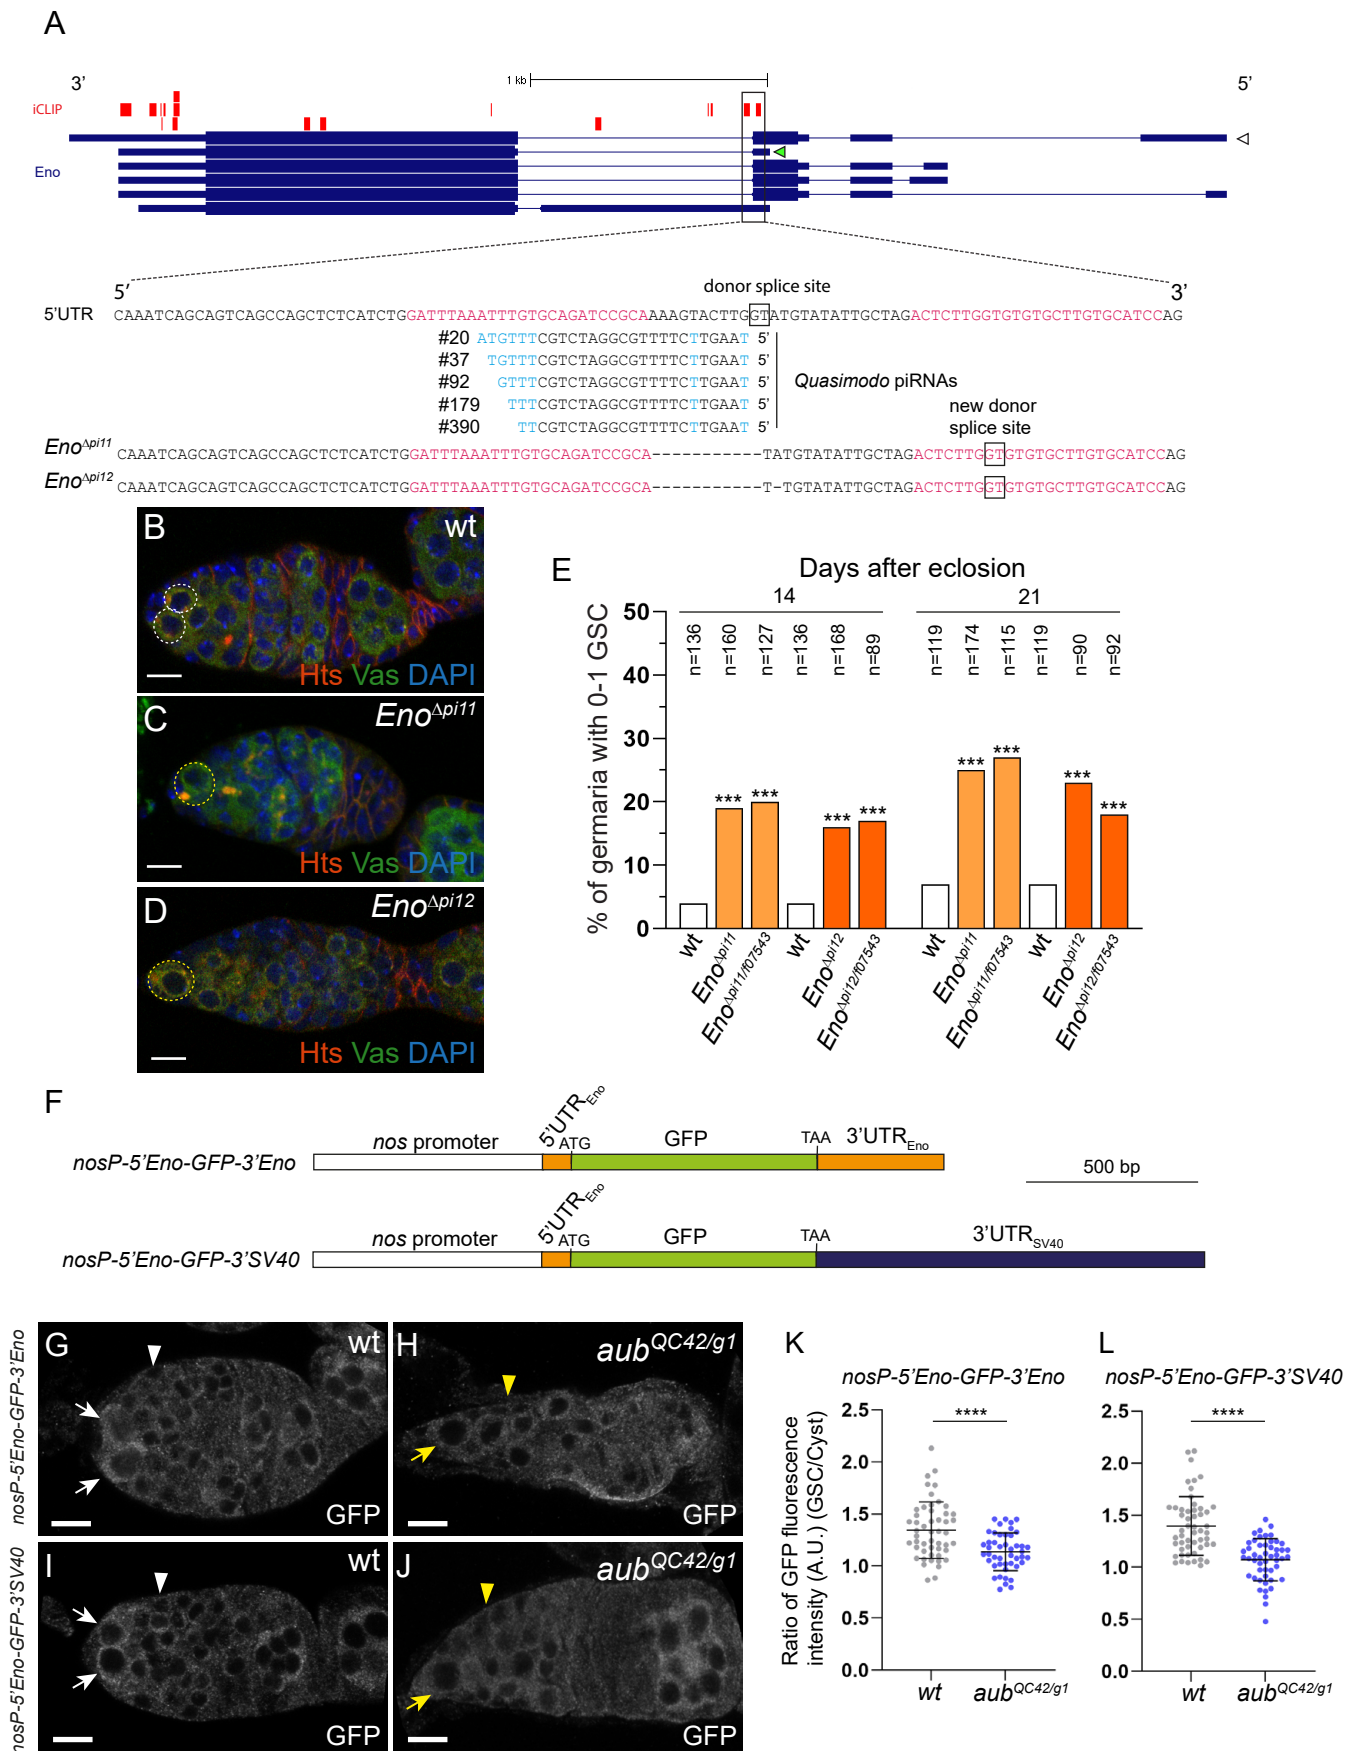 A
3’
1 kb
5’
iCLIP
Eno
5’
donor splice site
3’
5’UTR CAAATCAGCAGTCAGCCAGCTCTCATCTGGATTTAAATTTGTGCAGATCCGCAAAAGTACTTGGTATGTATATTGCTAGACTCTTGGTGTGTGCTTGTGCATCCAG
#20 ATGTTTCGTCTAGGCGTTTTCTTGAAT 5’
#37 TGTTTCGTCTAGGCGTTTTCTTGAAT 5’
#92 GTTTCGTCTAGGCGTTTTCTTGAAT 5’
#179 TTTCGTCTAGGCGTTTTCTTGAAT 5’
#390 TTCGTCTAGGCGTTTTCTTGAAT 5’
Quasimodo piRNAs
new donor
splice site
EnoΔpi11 CAAATCAGCAGTCAGCCAGCTCTCATCTGGATTTAAATTTGTGCAGATCCGCA-----------TATGTATATTGCTAGACTCTTGGTGTGTGCTTGTGCATCCAG
EnoΔpi12 CAAATCAGCAGTCAGCCAGCTCTCATCTGGATTTAAATTTGTGCAGATCCGCA-----------T-TGTATATTGCTAGACTCTTGGTGTGTGCTTGTGCATCCAG
B
wt
Hts Vas DAPI
C
EnoΔpi11
Hts Vas DAPI
D
EnoΔpi12
Hts Vas DAPI
E
Days after eclosion
14
21
n=136
n=160
n=127
n=136
n=168
n=89
n=119
n=174
n=115
n=119
n=90
n=92
% of germaria with 0-1 GSC
50
40
30
20
10
0
***
***
***
***
***
***
***
***
wt
EnoΔpi11
EnoΔpi11/f07543
wt
EnoΔpi12
EnoΔpi12/f07543
wt
EnoΔpi11
EnoΔpi11/f07543
wt
EnoΔpi12
EnoΔpi12/f07543
F
nosP-5’Eno-GFP-3’Eno
nos promoter
5’UTREno
ATG
GFP
TAA
3’UTREno
500 bp
nosP-5’Eno-GFP-3’SV40
nos promoter
5’UTREno
ATG
GFP
TAA
3’UTRSV40
nosP-5’Eno-GFP-3’Eno
G
wt
GFP
H
aubQC42/g1
GFP
nosP-5’Eno-GFP-3’SV40
I
wt
GFP
J
aubQC42/g1
GFP
K
nosP-5’Eno-GFP-3’Eno
Ratio of GFP fluorescence
intensity (A.U.) (GSC/Cyst)
2.5
2.0
1.5
1.0
0.5
0.0
****
wt
aubQC42/g1
L
nosP-5’Eno-GFP-3’SV40
2.5
2.0
1.5
1.0
0.5
0.0
****
wt
aubQC42/g1